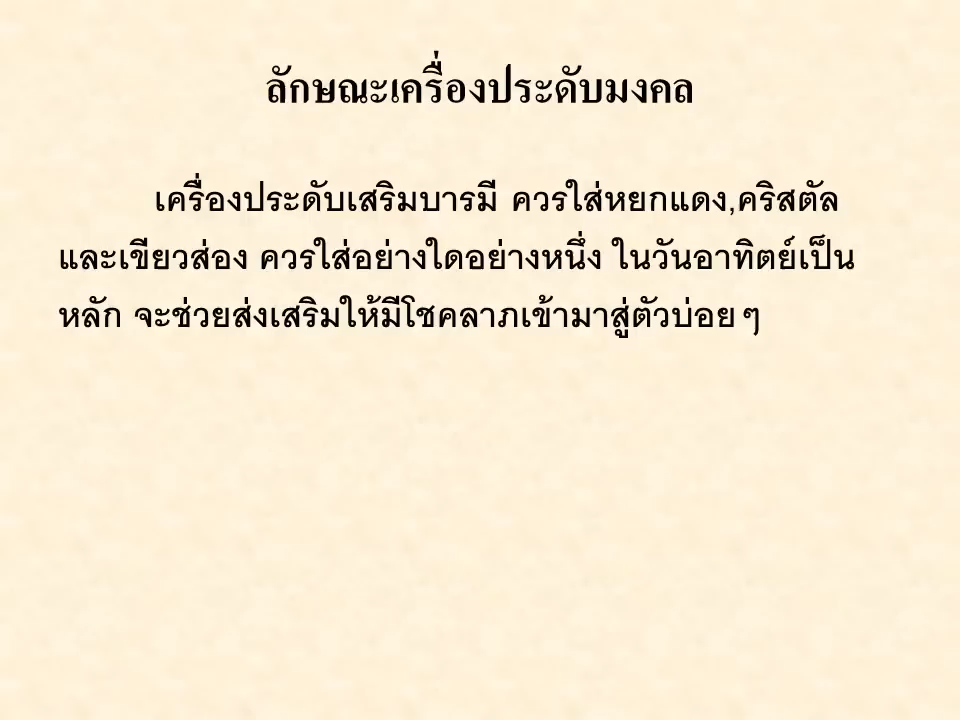 ลักษณะเครื่องประดับมงคล
เครื่องประดับเสริมบารมี ควรใส่หยกแดง,คริสตัล
และเขียวส่อง ควรใส่อย่างใดอย่างหนึ่ง ในวันอาทิตย์เป็น
หลัก จะช่วยส่งเสริมให้มีโชคลาภเข้ามาสู่ตัวบ่อยๆ